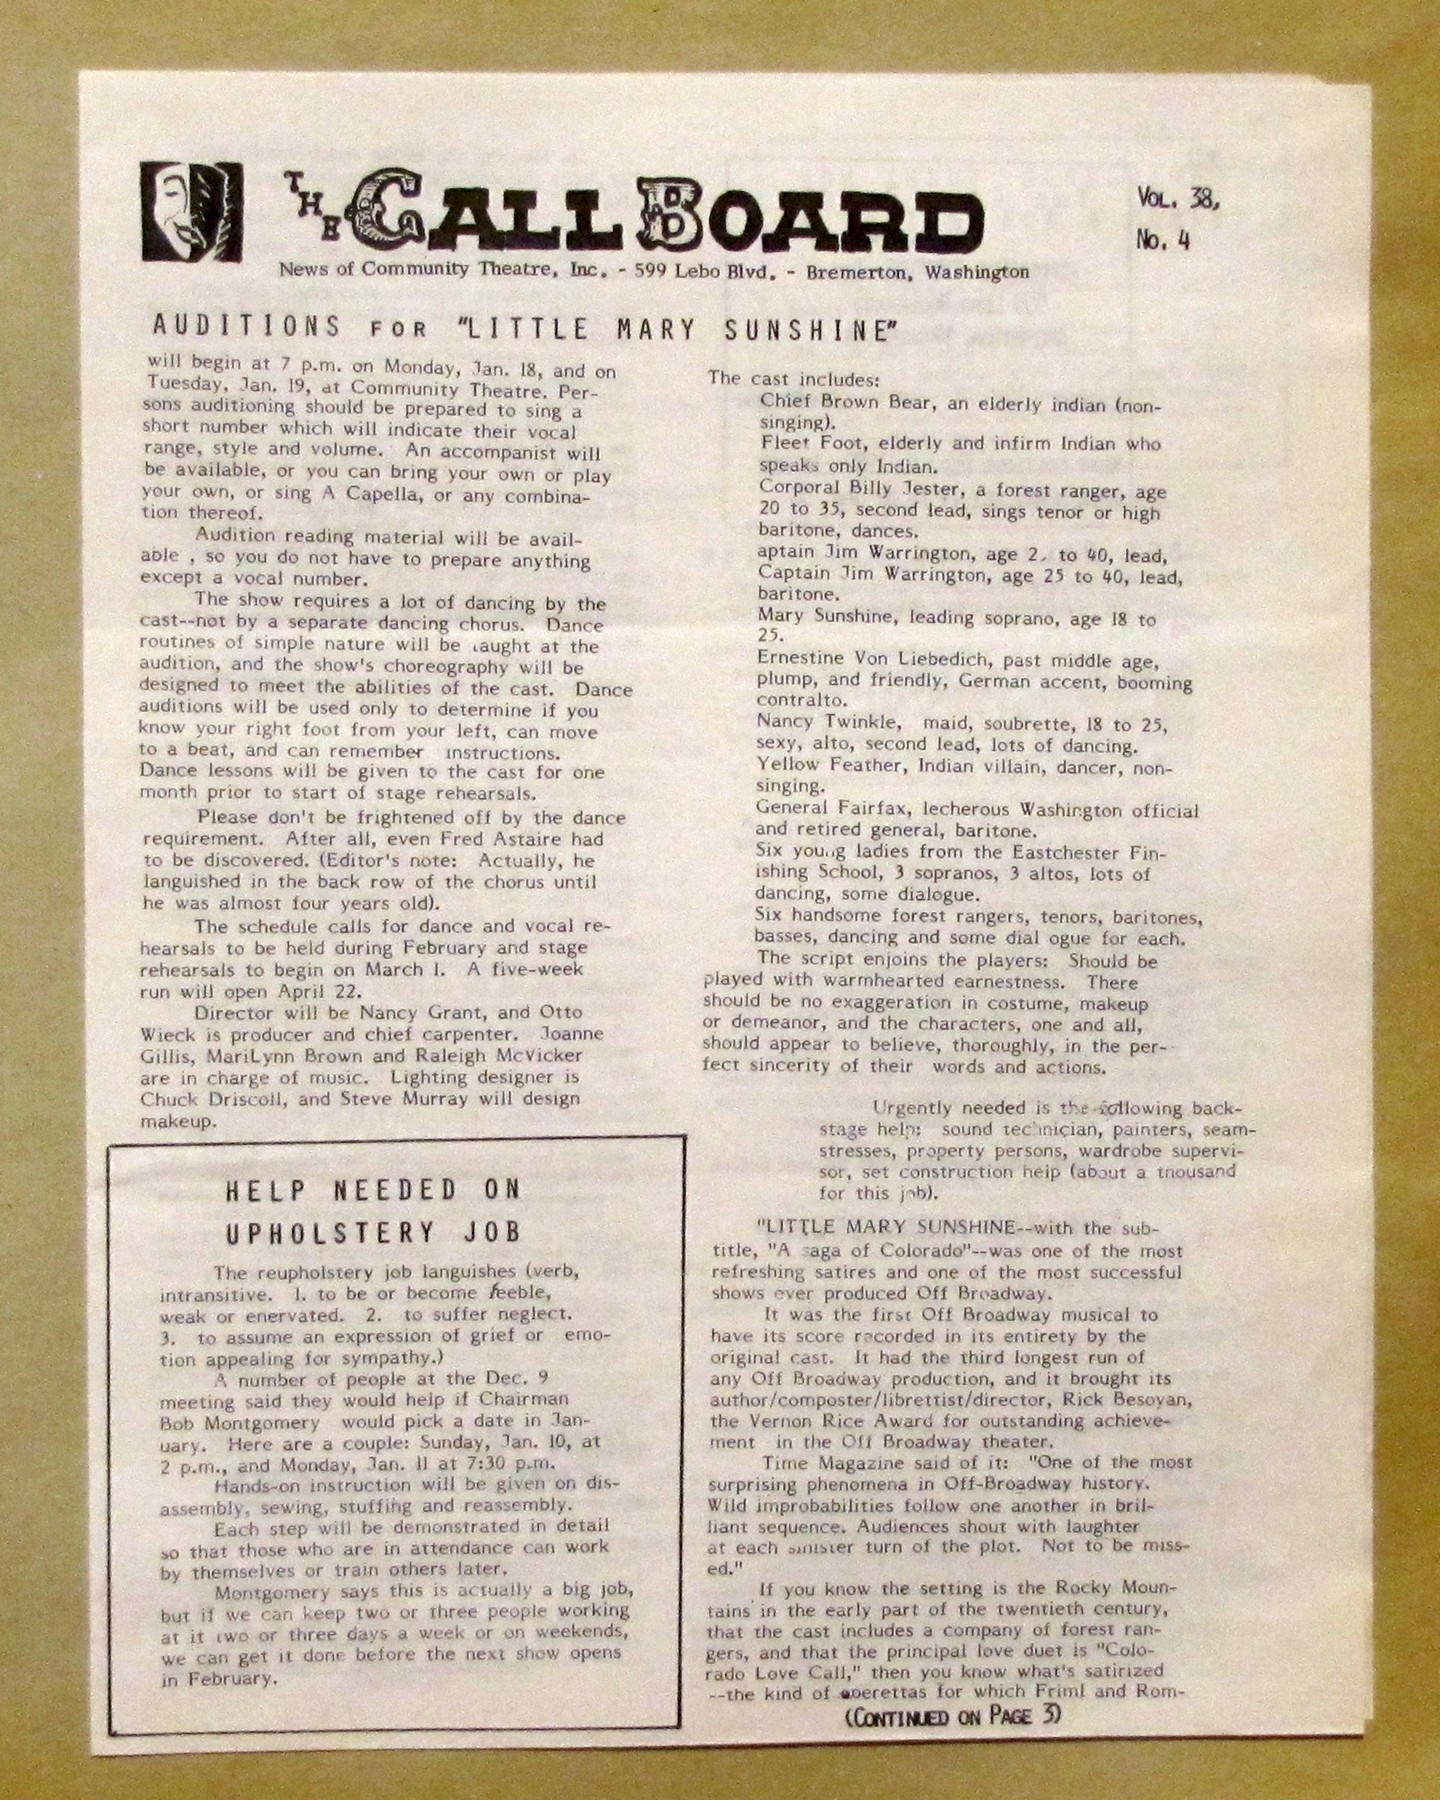 THE CALL BOARD
VOL. 38,
No. 4
News of Community Theatre, Inc. - 599 Lebo Blvd. - Bremerton, Washington
AUDITIONS FOR "LITTLE MARY SUNSHINE"
will begin at 7 p.m. on Monday, Jan. 18, and on
Tuesday, Jan. 19, at Community Theatre. Per-
sons auditioning should be prepared to sing a
short number which will indicate their vocal
range, style and volume. An accompanist will
be available, or you can bring your own or play
your own, or sing A Capella, or any combina-
tion thereof.
Audition reading material will be avail-
able , so you do not have to prepare anything
except a vocal number.
The show requires a lot of dancing by the
cast--not by a separate dancing chorus. Dance
routines of simple nature will be taught at the
audition, and the show's choreography will be
designed to meet the abilities of the cast. Dance
auditions will be used only to determine if you
know your right foot from your left, can move
to a beat, and can remember instructions.
Dance lessons will be given to the cast for one
month prior to start of stage rehearsals.
Please don't be frightened off by the dance
requirement. After all, even Fred Astaire had
to be discovered. (Editor's note: Actually, he
languished in the back row of the chorus until
he was almost four years old).
The schedule calls for dance and vocal re-
hearsals to be held during February and stage
rehearsals to begin on March 1. A five-week
run will open April 22.
Director will be Nancy Grant, and Otto
Wieck is producer and chief carpenter. Joanne
Gillis, MariLynn Brown and Raleigh McVicker
are in charge of music. Lighting designer is
Chuck Driscoll, and Steve Murray will design
makeup.
HELP NEEDED ON
UPHOLSTERY JOB
The reupholstery job languishes (verb,
intransitive. 1. to be or become feeble,
weak or enervated. 2. to suffer neglect.
3. to assume an expression of grief or emo-
tion appealing for sympathy.)
A number of people at the Dec. 9
meeting said they would help if Chairman
Bob Montgomery would pick a date in Jan-
uary. Here are a couple: Sunday, Jan. 10, at
2 p.m., and Monday, Jan. 11 at 7:30 p.m.
Hands-on instruction will be given on dis-
assembly, sewing, stuffing and reassembly.
Each step will be demonstrated in detail
so that those who are in attendance can work
by themselves or train others later.
Montgomery says this is actually a big job,
but if we can keep two or three people working
at it two or three days a week or on weekends,
we can get it done before the next show opens
in February.
The cast includes:
Chief Brown Bear, an elderly indian (non-
singing).
Fleet Foot, elderly and infirm Indian who
speaks only Indian.
Corporal Billy Jester, a forest ranger, age
20 to 35, second lead, sings tenor or high
baritone, dances.
aptain Jim Warrington, age 2. to 40, lead,
Captain Jim Warrington, age 25 to 40, lead,
baritone.
Mary Sunshine, leading soprano, age 18 to
25.
Ernestine Von Liebedich, past middle age,
plump, and friendly, German accent, booming
contralto.
Nancy Twinkle, maid, soubrette, 18 to 25,
sexy, alto, second lead, lots of dancing.
Yellow Feather, Indian villain, dancer, non-
singing.
General Fairfax, lecherous Washington official
and retired general, baritone.
Six young ladies from the Eastchester Fin-
ishing School, 3 sopranos, 3 altos, lots of
dancing, some dialogue.
Six handsome forest rangers, tenors, baritones,
basses, dancing and some dial ogue for each.
The script enjoins the players: Should be
played with warmhearted earnestness. There
should be no exaggeration in costume, makeup
or demeanor, and the characters, one and all,
should appear to believe, thoroughly, in the per-
fect sincerity of their words and actions.
Urgently needed is the following back-
stage help: sound technician, painters, seam-
stresses, property persons, wardrobe supervi-
sor, set construction help (about a tnousand
for this job).
"LITTLE MARY SUNSHINE--with the sub-
title, "A saga of Colorado"--was one of the most
refreshing satires and one of the most successful
shows ever produced Off Broadway.
It was the first Off Broadway musical to
have its score recorded in its entirety by the
original cast. It had the third longest run of
any Off Broadway production, and it brought its
author/composter/librettist/director, Rick Besoyan,
the Vernon Rice Award for outstanding achieve-
ment in the Off Broadway theater.
Time Magazine said of it: "One of the most
surprising phenomena in Off-Broadway history.
Wild improbabilities follow one another in bril-
liant sequence. Audiences shout with laughter
at each sinister turn of the plot. Not to be miss-
ed."
If you know the setting is the Rocky Moun-
tains in the early part of the twentieth century,
that the cast includes a company of forest ran-
gers, and that the principal love duet is "Colo-
rado Love Call," then you know what's satirized
--the kind of operettas for which Friml and Rom-
(CONTINUED ON PAGE 3)